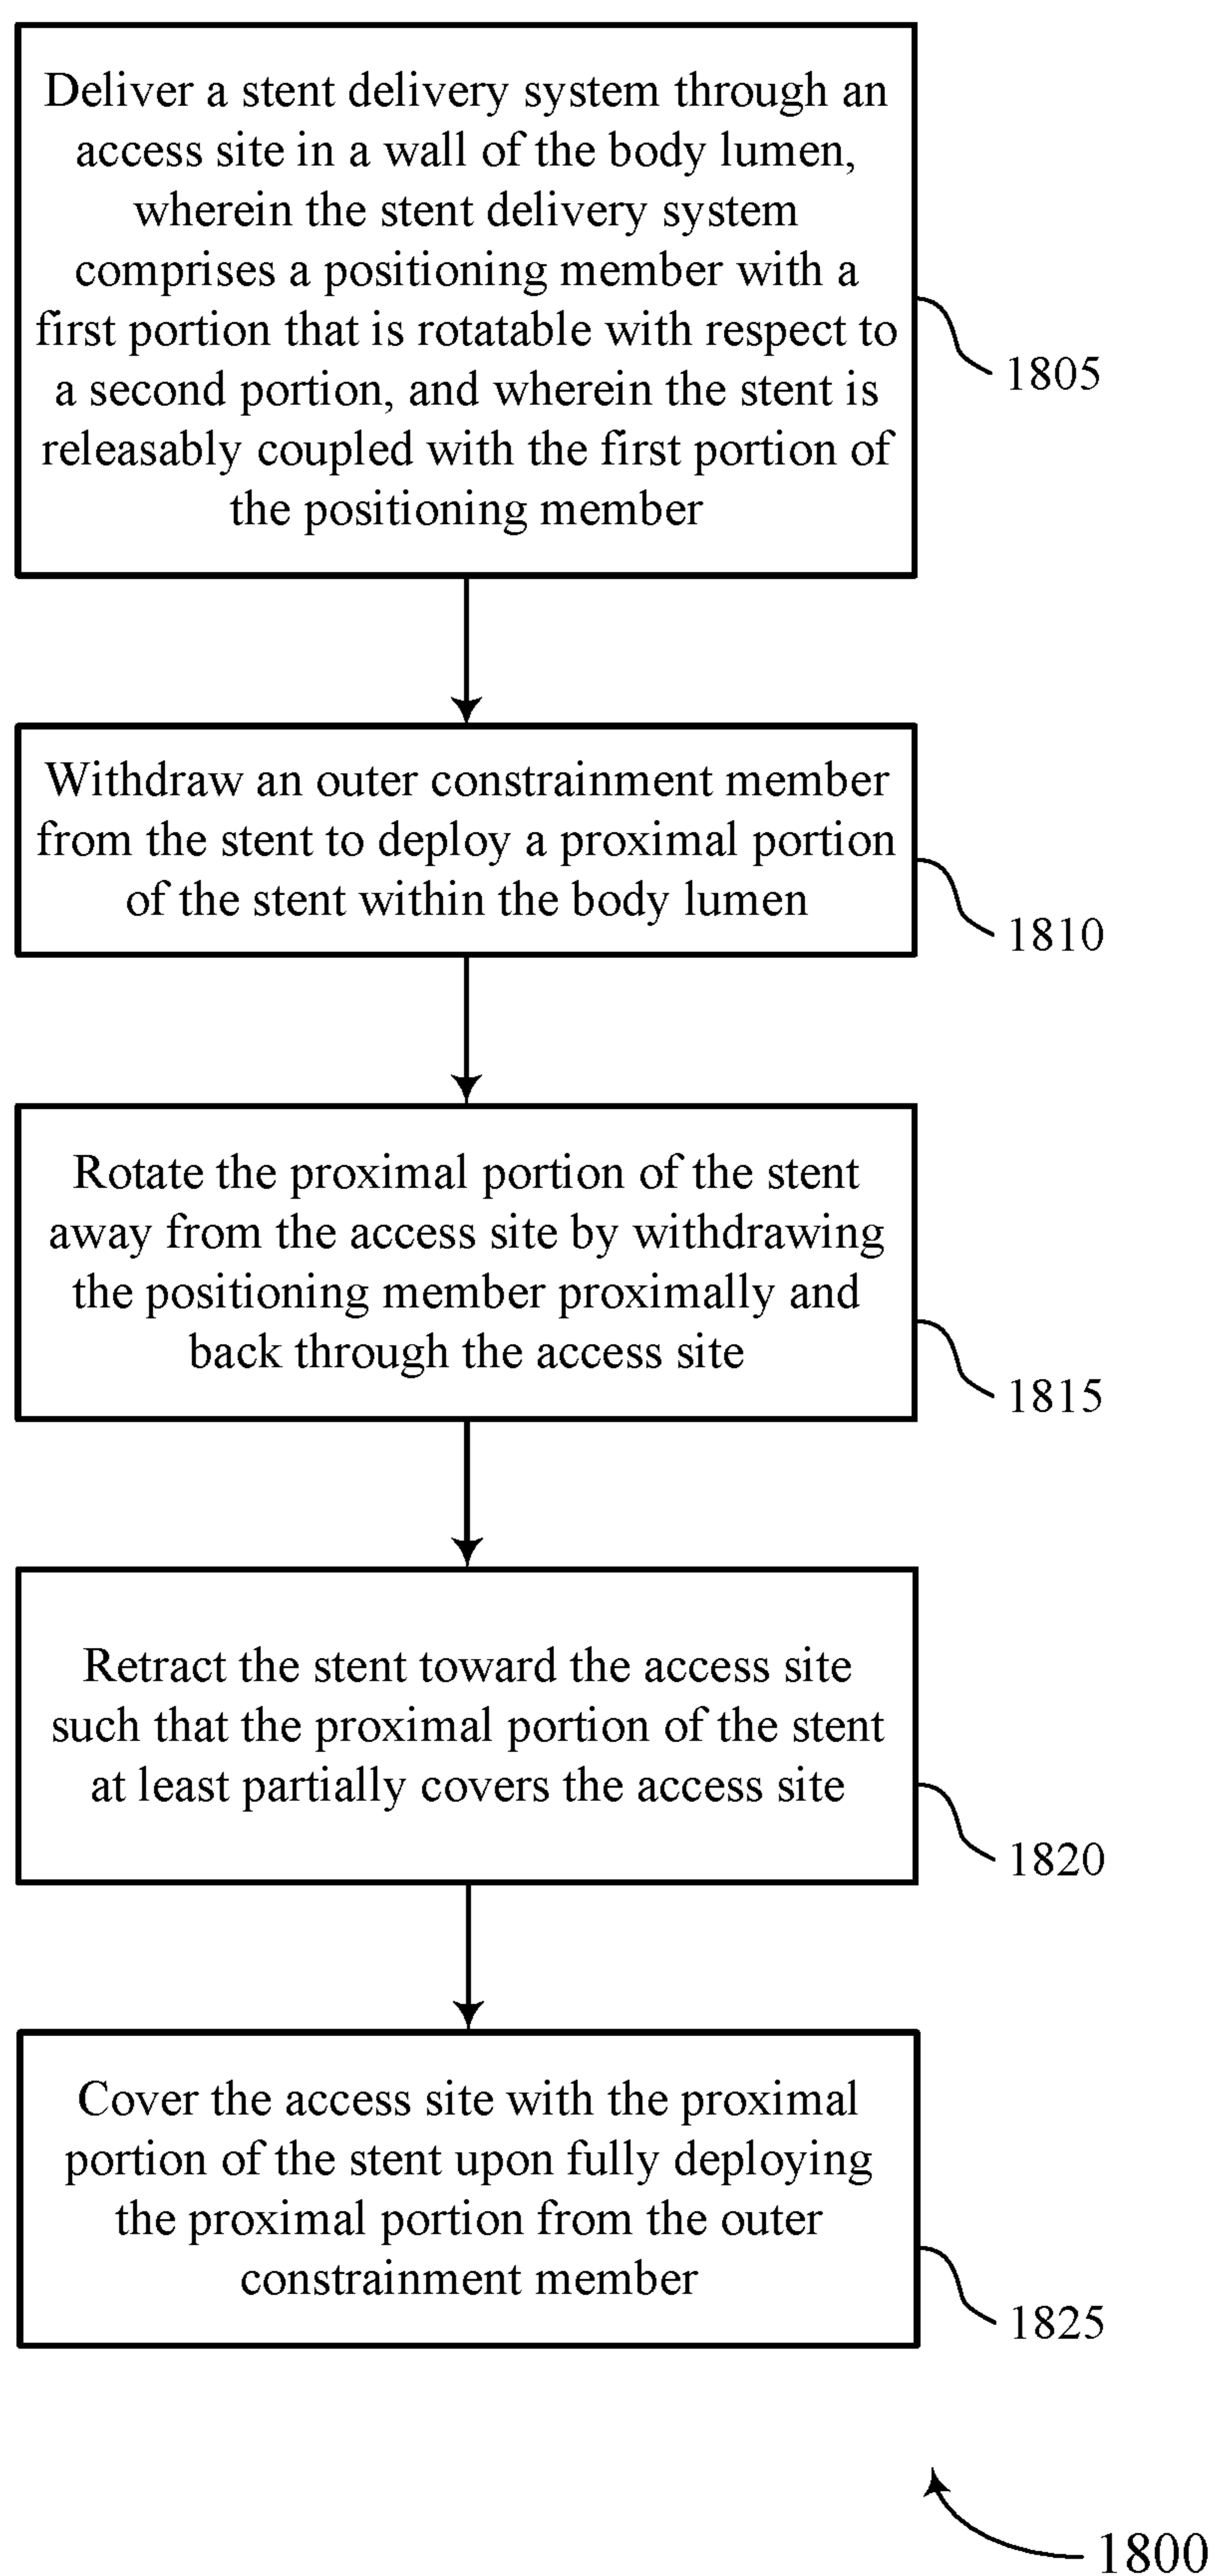 Deliver a stent delivery system through an
access site in a wall of the body lumen,
wherein the stent delivery system
comprises a positioning member with a
first portion that is rotatable with respect to
a second portion, and wherein the stent is
releasably coupled with the first portion of
the positioning member
1805
Withdraw an outer constrainment member
from the stent to deploy a proximal portion
of the stent within the body lumen
1810
Rotate the proximal portion of the stent
away from the access site by withdrawing
the positioning member proximally and
back through the access site
1815
Retract the stent toward the access site
such that the proximal portion of the stent
at least partially covers the access site
1820
Cover the access site with the proximal
portion of the stent upon fully deploying
the proximal portion from the outer
constrainment member
1825
1800